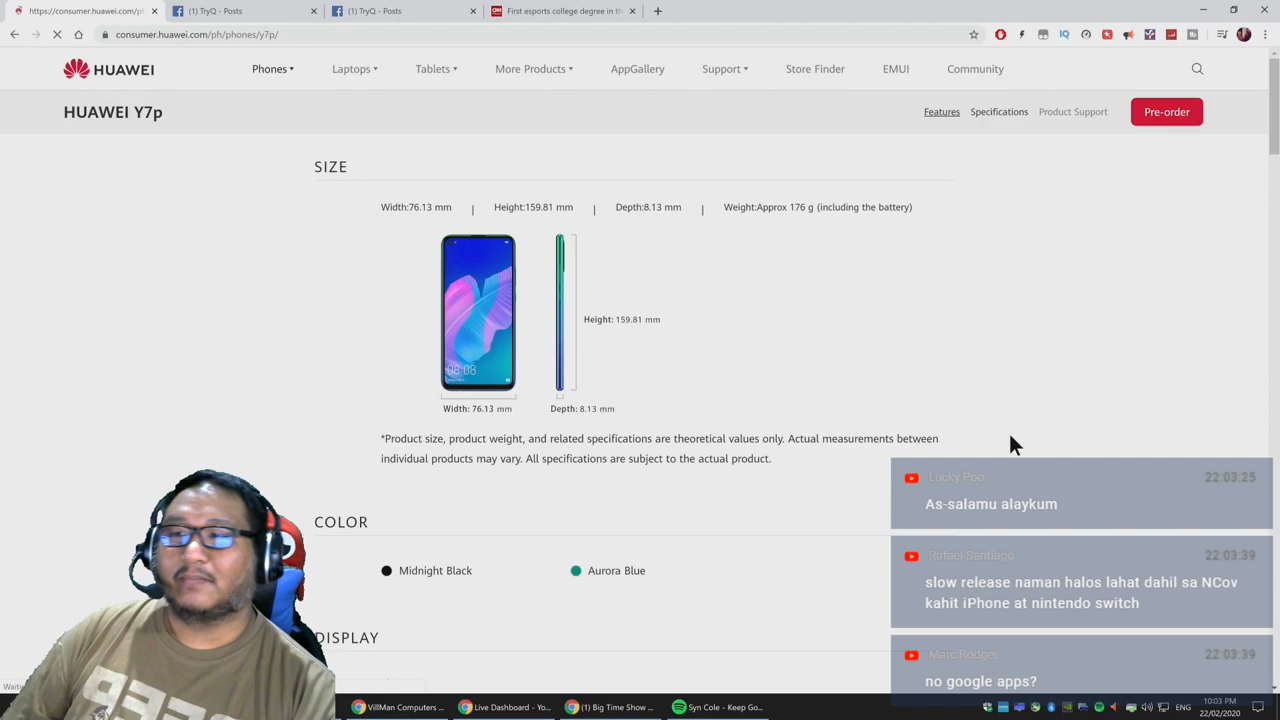 https://consumer.huawei.com/ph
(1) TryQ - Posts
(1) TryQ - Posts
First esports college degree in th
consumer.huawei.com/ph/phones/y7p/
HUAWEI
Phones
Laptops
Tablets
More Products
AppGallery
Support
Store Finder
EMUI
Community
HUAWEI Y7p
Features
Specifications
Product Support
Pre-order
SIZE
Width:76.13 mm | Height:159.81 mm | Depth:8.13 mm | Weight:Approx 176 g (including the battery)
08:08
Height: 159.81 mm
Width: 76.13 mm
Depth: 8.13 mm
*Product size, product weight, and related specifications are theoretical values only. Actual measurements between
individual products may vary. All specifications are subject to the actual product.
COLOR
Midnight Black
Aurora Blue
DISPLAY
Lucky Poo 22:03:25
As-salamu alaykum
Rafael Santiago 22:03:39
slow release naman halos lahat dahil sa NCov
kahit iPhone at nintendo switch
Marc Rodger 22:03:39
no google apps?
VillMan Computers ...
Live Dashboard - Yo...
(1) Big Time Show ...
Syn Cole - Keep Go...
10:03 PM
22/02/2020